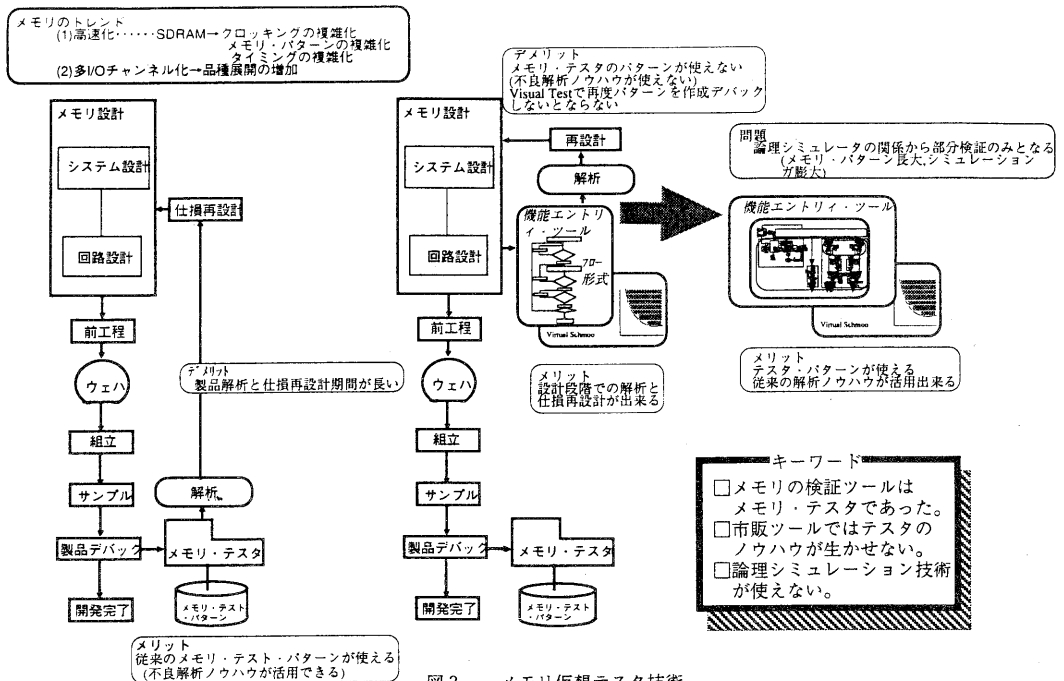 メモリのトレンド
(1)高速化‥‥‥SDRAM→クロッキングの複雑化
メモリ・パターンの複雑化
タイミングの複雑化
(2)多I/Oチャンネル化→品種展開の増加
メモリ設計
システム設計
回路設計
仕損再設計
前工程
ウェハ
組立
サンプル
製品デバック
開発完了
解析
メモリ・テスタ
メモリ・テスト
・パターン
デメリット
製品解析と仕損再設計期間が長い
メリット
従来のメモリ・テスト・パターンが使える
(不良解析ノウハウが活用できる)
メモリ設計
システム設計
回路設計
前工程
ウェハ
組立
サンプル
製品デバック
開発完了
メモリ・テスタ
メモリ・テスト
・パターン
デメリット
メモリ・テスタのパターンが使えない
(不良解析ノウハウが使えない)
Visual Testで再度パターンを作成デバック
しないとならない
再設計
解析
機能エントリ
ィ・ツール
フロー
形式
Virtual Schmoo
メリット
設計段階での解析と
仕損再設計が出来る
問題
論理シミュレータの関係から部分検証のみとなる
(メモリ・パターン長大,シミュレーション
ガ膨大)
機能エントリィ・ツール
Virtual Schmoo
メリット
テスタ・パターンが使える
従来の解析ノウハウが活用出来る
キーワード
□メモリの検証ツールは
メモリ・テスタであった。
□市販ツールではテスタの
ノウハウが生かせない。
□論理シミュレーション技術
が使えない。
メモリ仮想テスタ技術